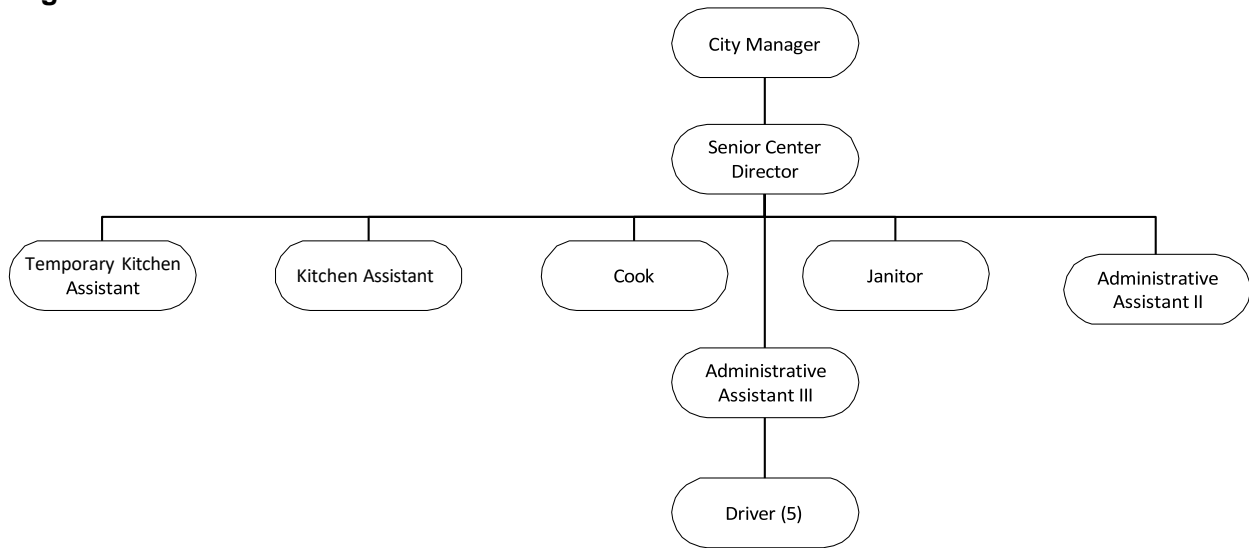 City Manager
Senior Center
Director
Temporary Kitchen
Assistant
Kitchen Assistant
Cook
Janitor
Administrative
Assistant II
Administrative
Assistant III
Driver (5)